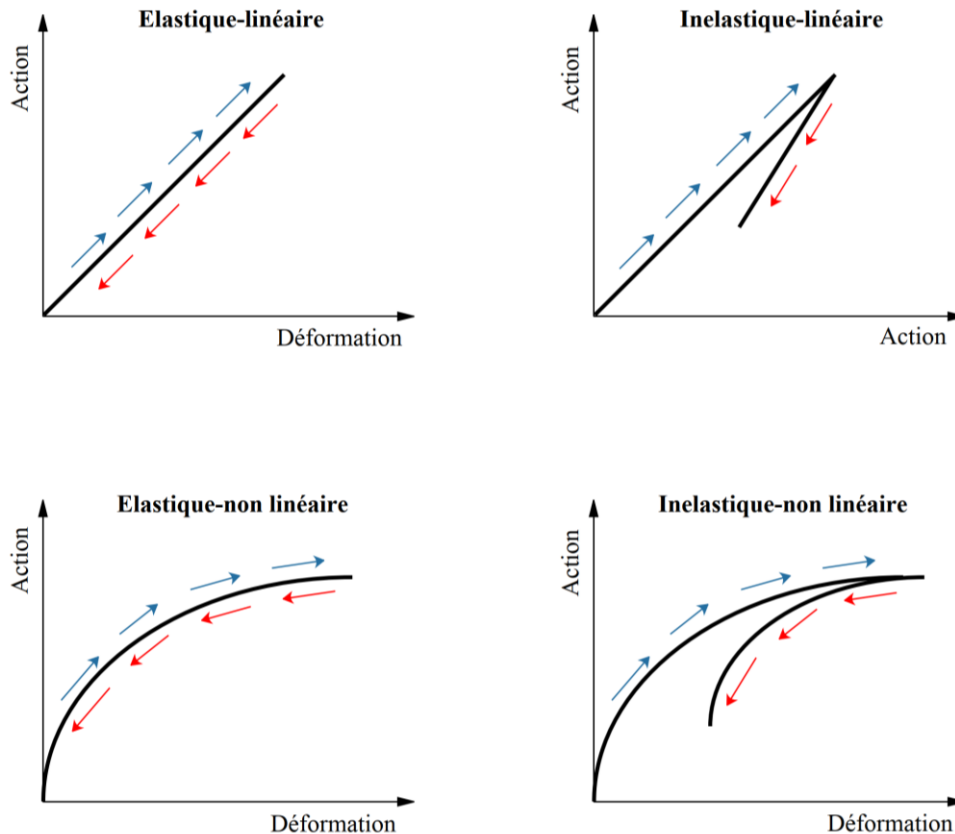 Elastique-linéaire
Action
Déformation
Inelastique-linéaire
Action
Action
Elastique-non linéaire
Action
Déformation
Inelastique-non linéaire
Action
Déformation